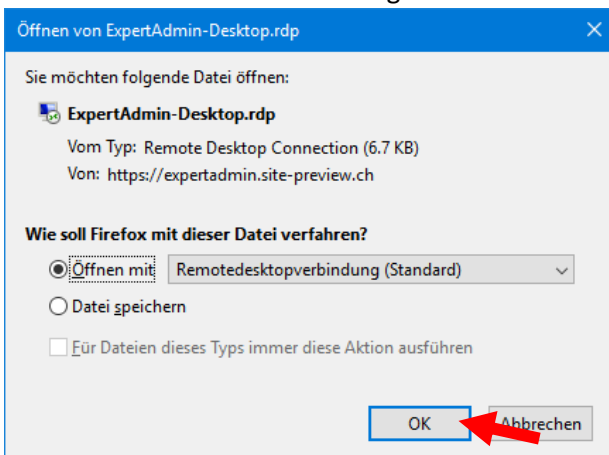 Öffnen von ExpertAdmin-Desktop.rdp
Sie möchten folgende Datei öffnen:
ExpertAdmin-Desktop.rdp
Vom Typ: Remote Desktop Connection (6.7 KB)
Von: https://expertadmin.site-preview.ch
Wie soll Firefox mit dieser Datei verfahren?
Öffnen mit Remotedesktopverbindung (Standard)
Datei speichern
Für Dateien dieses Typs immer diese Aktion ausführen
OK Abbrechen